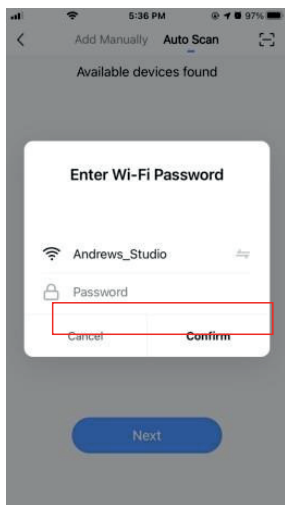 5:36 PM 97%
Add Manually Auto Scan
Available devices found
Enter Wi-Fi Password
Andrews_Studio
Password
Cancel Confirm
Next